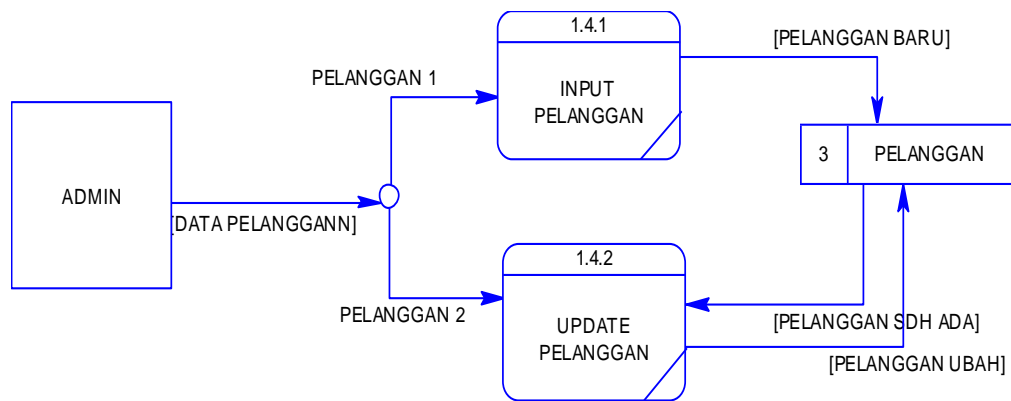 1.4.1
[PELANGGAN BARU]
PELANGGAN 1
INPUT
PELANGGAN
3
PELANGGAN
ADMIN
[DATA PELANGGANN]
1.4.2
PELANGGAN 2
UPDATE
PELANGGAN
[PELANGGAN SDH ADA]
[PELANGGAN UBAH]